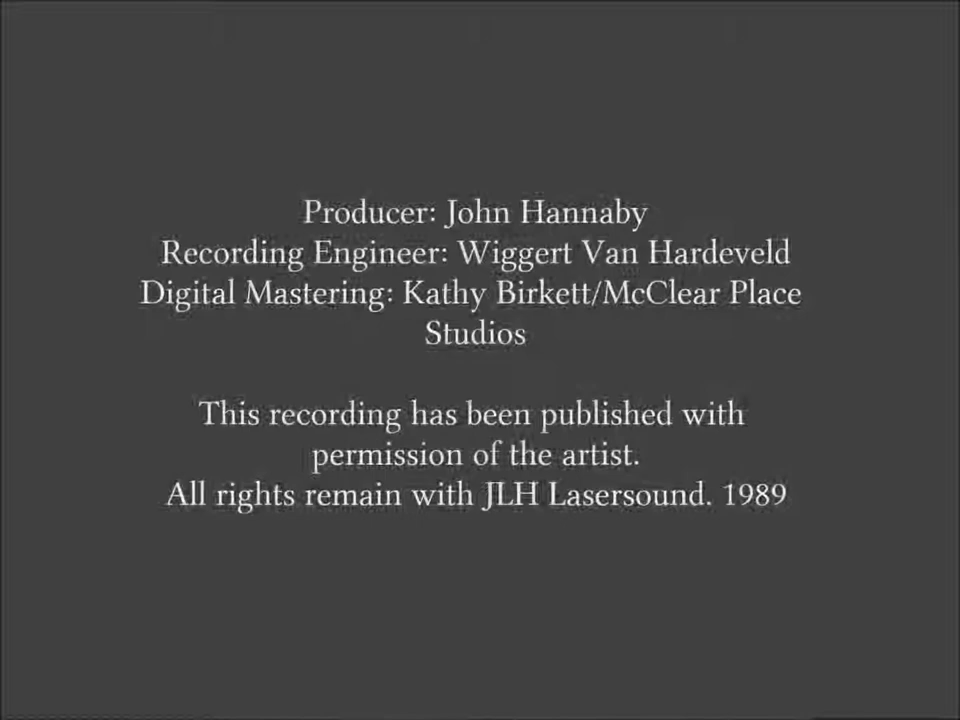 Producer: John Hannaby
Recording Engineer: Wiggert Van Hardeveld
Digital Mastering: Kathy Birkett/McClear Place
Studios
This recording has been published with
permission of the artist.
All rights remain with JLH Lasersound. 1989